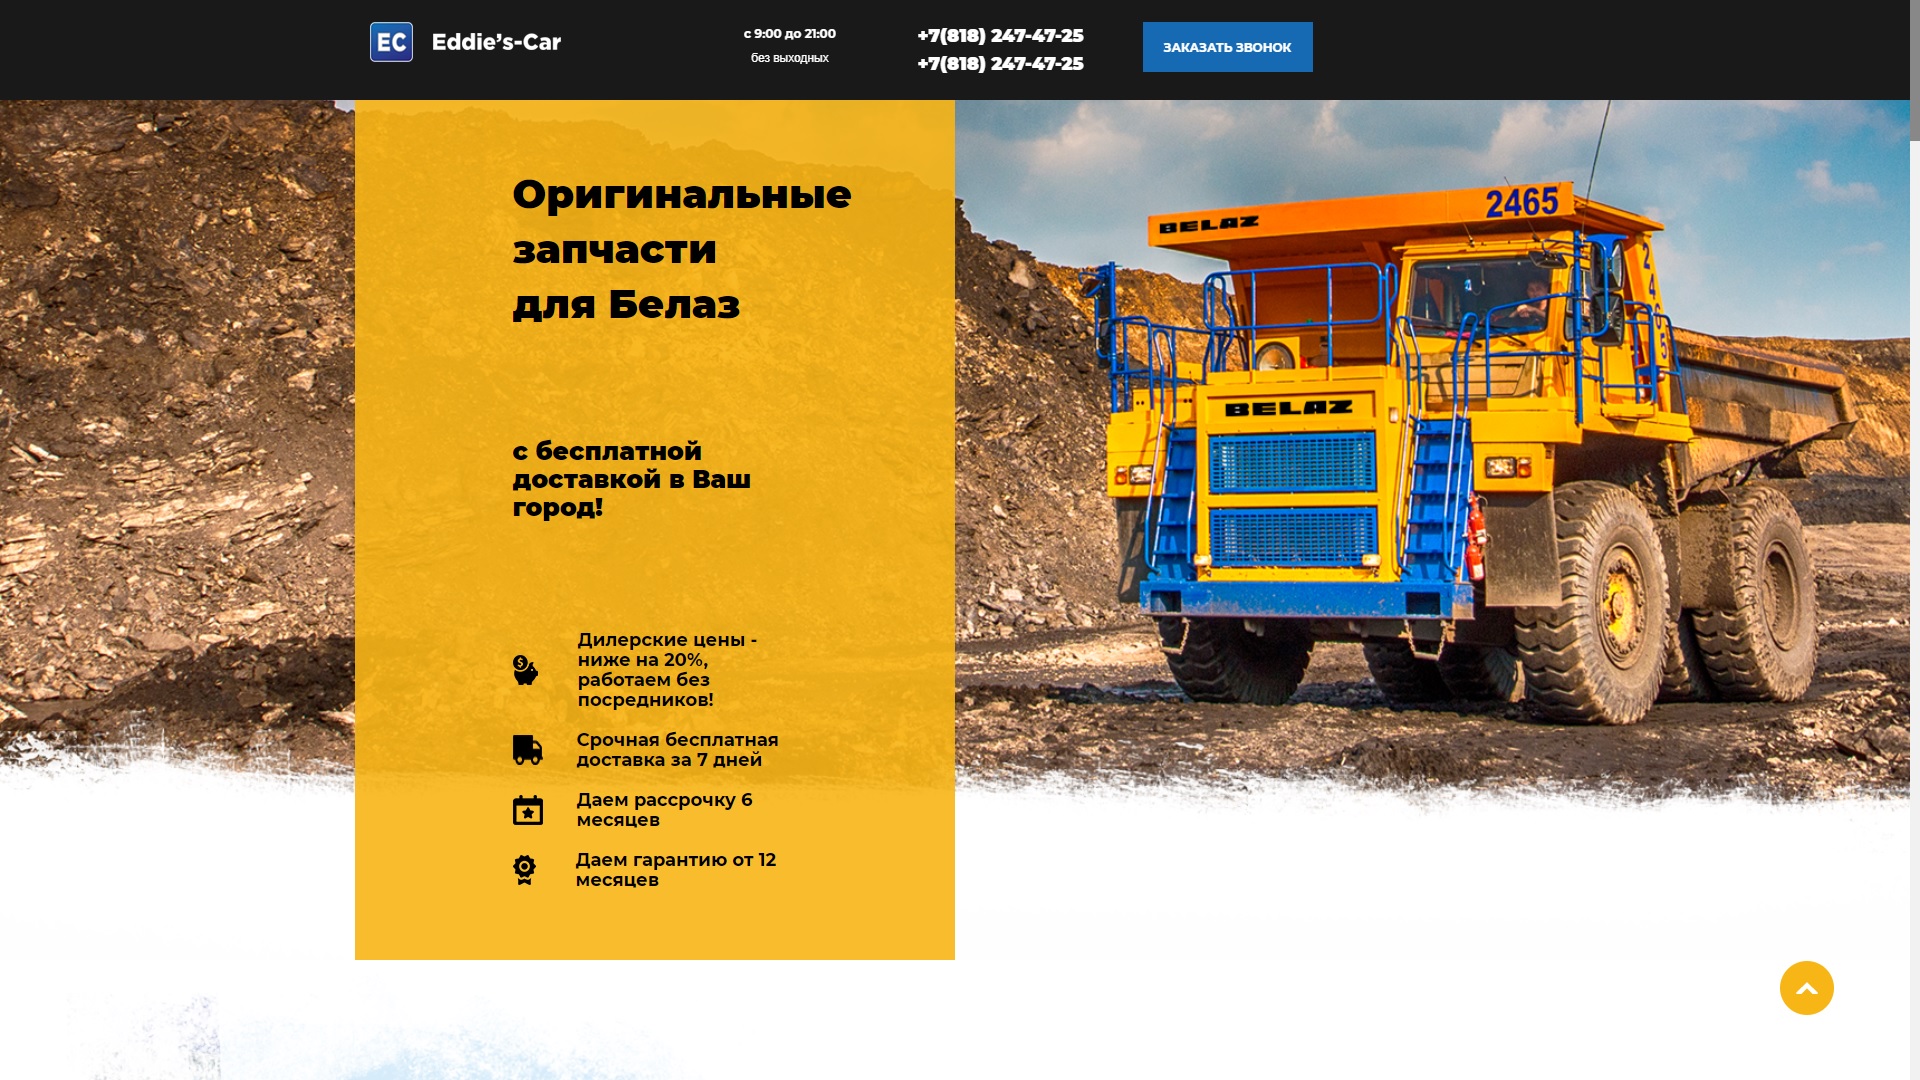 EC Eddie’s-Car
с 9:00 до 21:00
без выходных
+7(818) 247-47-25
+7(818) 247-47-25
ЗАКАЗАТЬ ЗВОНОК
Оригинальные
запчасти
для Белаз
с бесплатной
доставкой в Ваш
город!
Дилерские цены -
ниже на 20%,
работаем без
посредников!
Срочная бесплатная
доставка за 7 дней
Даем рассрочку 6
месяцев
Даем гарантию от 12
месяцев
BELAZ
2465
BELAZ
2465